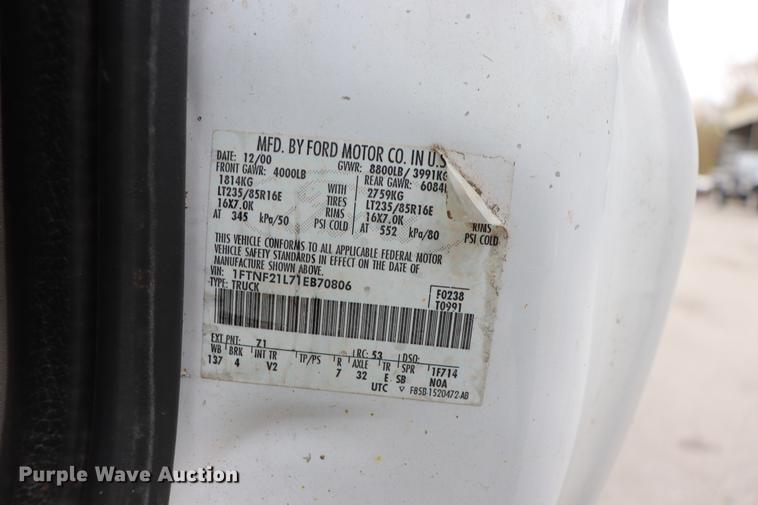 MFD. BY FORD MOTOR CO. IN U.S
DATE: 12/00 GVWR: 8800LB/ 3991KG
FRONT GAWR: 4000LB REAR GAWR: 6084L
1814KG WITH 2759KG
LT235/85R16E TIRES LT235/85R16E
16X7.0K RIMS 16X7.0K RIMS
AT 345 kPa/50 PSI COLD AT 552 kPa/80 PSI COLD
THIS VEHICLE CONFORMS TO ALL APPLICABLE FEDERAL MOTOR
VEHICLE SAFETY STANDARDS IN EFFECT ON THE DATE OF
MANUFACTURE SHOWN ABOVE.
VIN: 1FTNF21L71EB70806
TYPE: TRUCK
F0238
T0991
EXT PNT: Z1 RC: 53 DSO:
WB BRK INT TR TP/PS R AXLE TR SPR 1F714
137 4 V2 7 32 E SB N0A
UTC ▽ F85B-1520472-AB
Purple Wave Auction